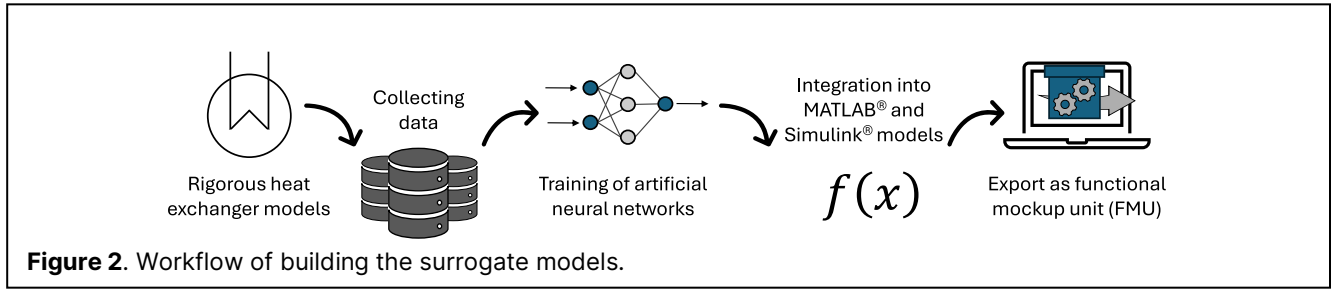 Rigorous heat
exchanger models
Collecting
data
Training of artificial
neural networks
Integration into
MATLAB® and
Simulink® models
f(x)
Export as functional
mockup unit (FMU)
Figure 2. Workflow of building the surrogate models.